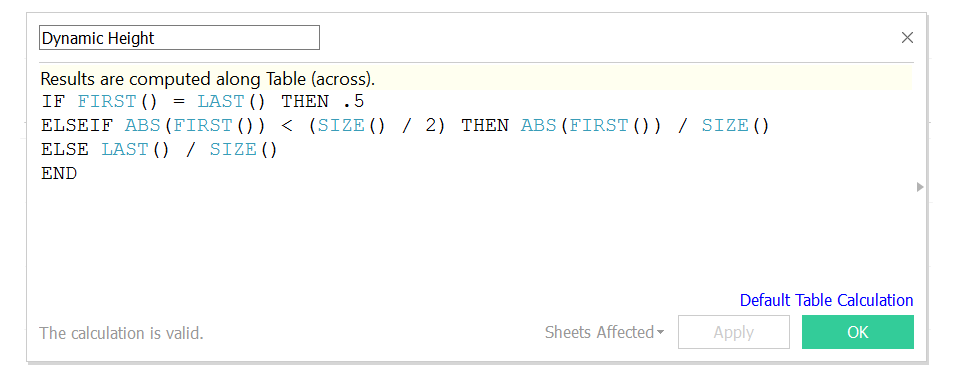 Dynamic Height
Results are computed along Table (across).
IF FIRST() = LAST() THEN .5
ELSEIF ABS(FIRST()) < (SIZE() / 2) THEN ABS(FIRST()) / SIZE()
ELSE LAST() / SIZE()
END
Default Table Calculation
The calculation is valid.
Sheets Affected
Apply
OK